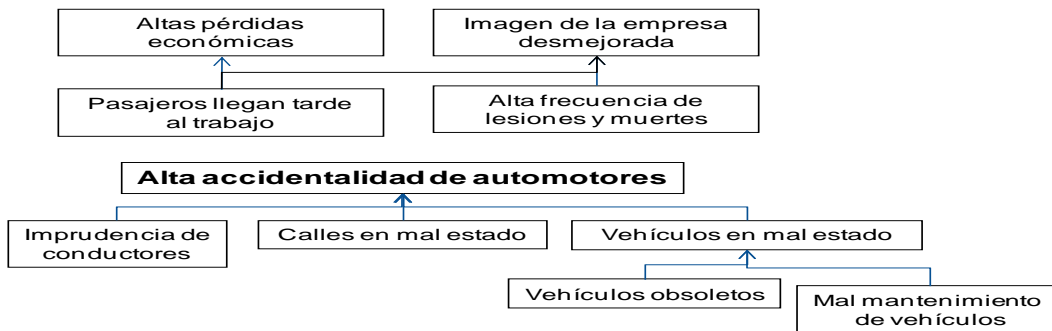 Altas pérdidas
económicas
Imagen de la empresa
desmejorada
Pasajeros llegan tarde
al trabajo
Alta frecuencia de
lesiones y muertes
Alta accidentalidad de automotores
Imprudencia de
conductores
Calles en mal estado
Vehículos en mal estado
Vehículos obsoletos
Mal mantenimiento
de vehículos